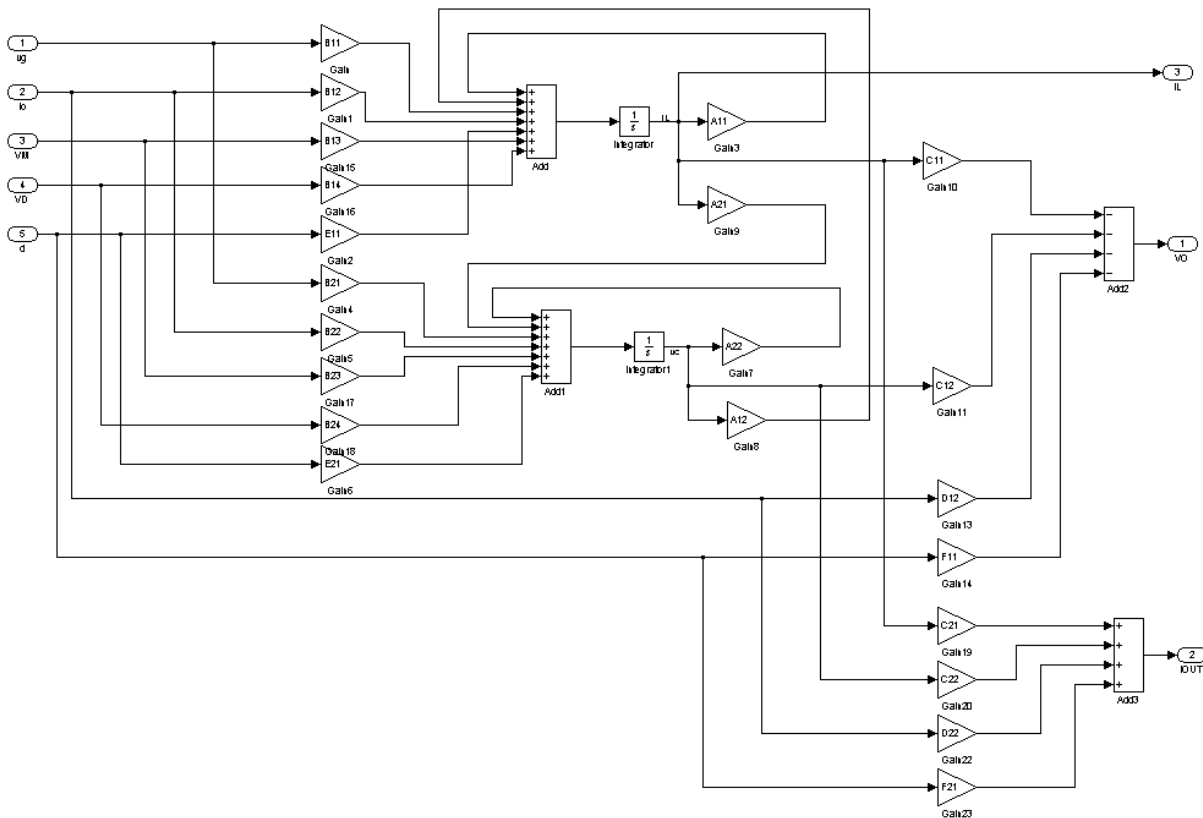 1
ug
2
Io
3
VM
4
VD
5
d
B11
Gain
B12
Gain1
B13
Gain15
B14
Gain16
E11
Gain2
B21
Gain4
B22
Gain5
B23
Gain17
B24
Gain18
E21
Gain6
+
+
+
+
+
+
+
Add
1
s
Integrator
IL
A11
Gain3
A21
Gain9
+
+
+
+
+
+
+
Add1
1
s
Integrator1
uc
A22
Gain7
A12
Gain8
3
IL
C11
Gain10
−
−
−
−
Add2
1
VO
C12
Gain11
D12
Gain13
F11
Gain14
C21
Gain19
C22
Gain20
D22
Gain22
F21
Gain23
+
+
+
+
Add3
2
IOUT